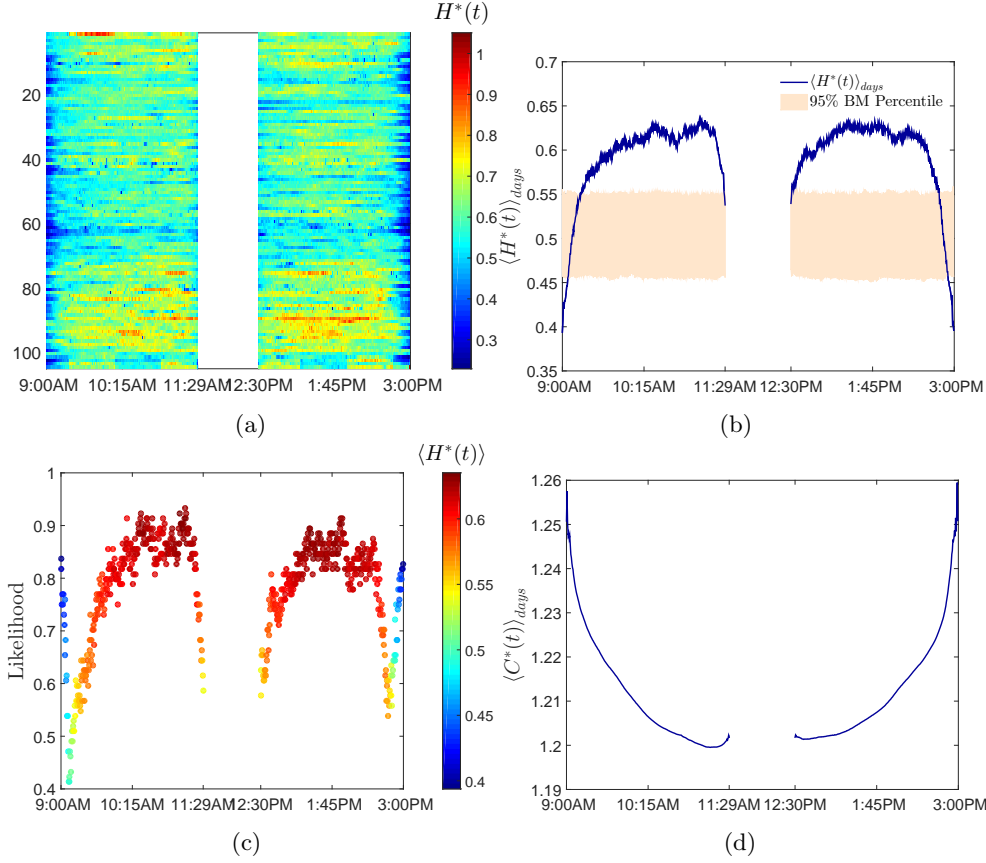 H*(t)
20
40
60
80
100
9:00AM 10:15AM 11:29AM 12:30PM 1:45PM 3:00PM
1
0.9
0.8
0.7
0.6
0.5
0.4
0.3
(a)
⟨H*(t)⟩days
0.7
0.65
0.6
0.55
0.5
0.45
0.4
0.35
⟨H*(t)⟩days
95% BM Percentile
9:00AM 10:15AM 11:29AM 12:30PM 1:45PM 3:00PM
(b)
Likelihood
1
0.9
0.8
0.7
0.6
0.5
0.4
9:00AM 10:15AM 11:29AM 12:30PM 1:45PM 3:00PM
⟨H*(t)⟩
0.6
0.55
0.5
0.45
0.4
(c)
⟨C*(t)⟩days
1.26
1.25
1.24
1.23
1.22
1.21
1.2
1.19
9:00AM 10:15AM 11:29AM 12:30PM 1:45PM 3:00PM
(d)